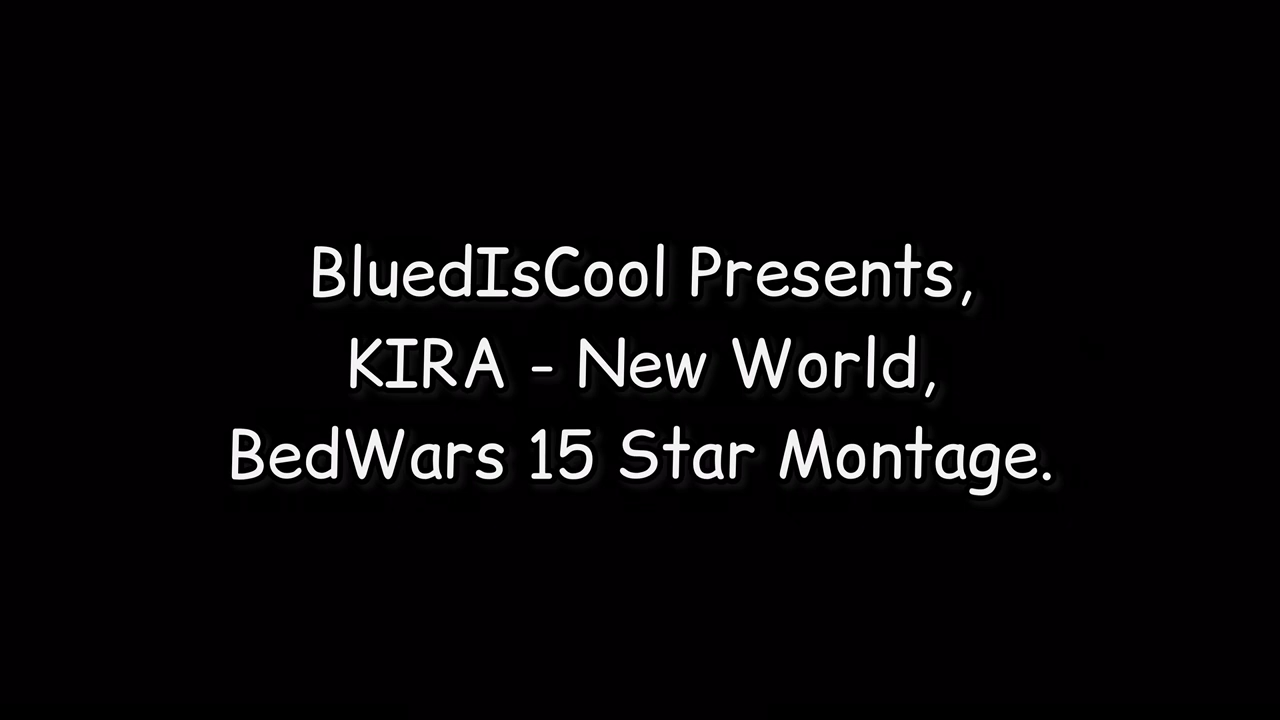 BluedIsCool Presents,
KIRA - New World,
BedWars 15 Star Montage.